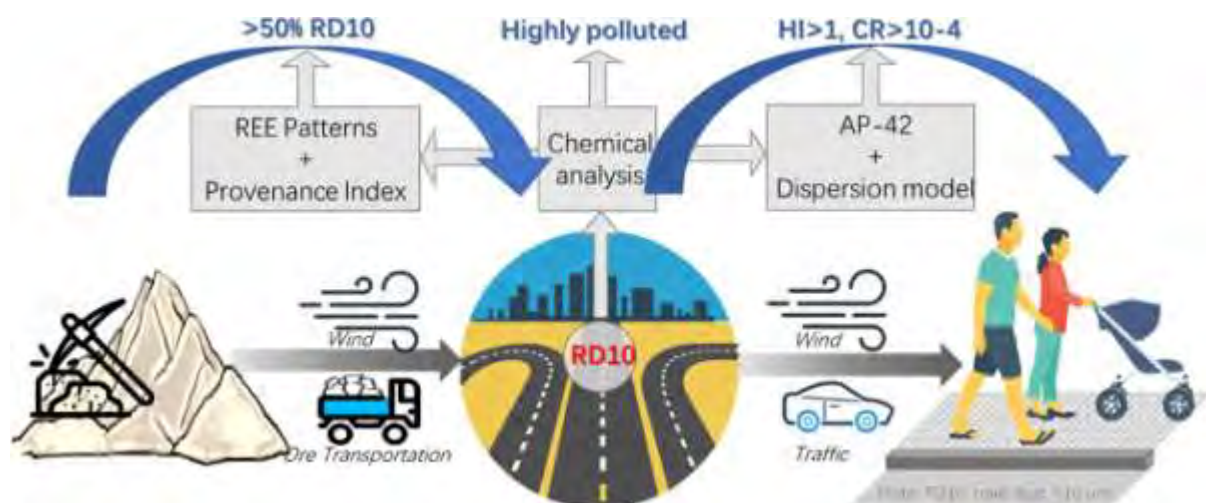 >50% RD10
Highly polluted
HI>1, CR>10-4
REE Patterns
+
Provenance Index
Chemical
analysis
AP-42
+
Dispersion model
Wind
Ore Transportation
RD10
Wind
Traffic